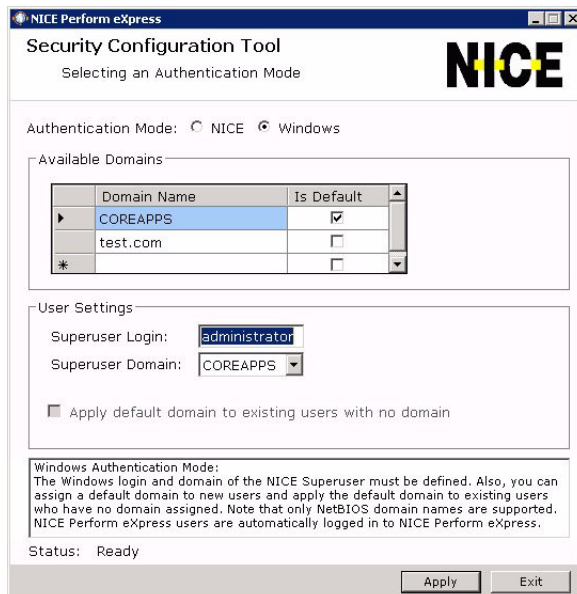 NICE Perform eXpress
Security Configuration Tool
Selecting an Authentication Mode
NICE
Authentication Mode: NICE Windows
Available Domains
Domain Name Is Default
COREAPPS
test.com
User Settings
Superuser Login: administrator
Superuser Domain: COREAPPS
Apply default domain to existing users with no domain
Windows Authentication Mode:
The Windows login and domain of the NICE Superuser must be defined. Also, you can
assign a default domain to new users and apply the default domain to existing users
who have no domain assigned. Note that only NetBIOS domain names are supported.
NICE Perform eXpress users are automatically logged in to NICE Perform eXpress.
Status: Ready
Apply Exit